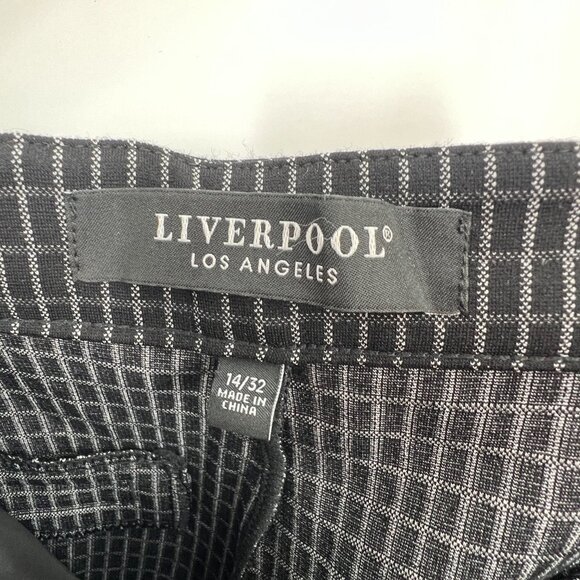 LIVERPOOL®
LOS ANGELES
14/32
MADE IN
CHINA